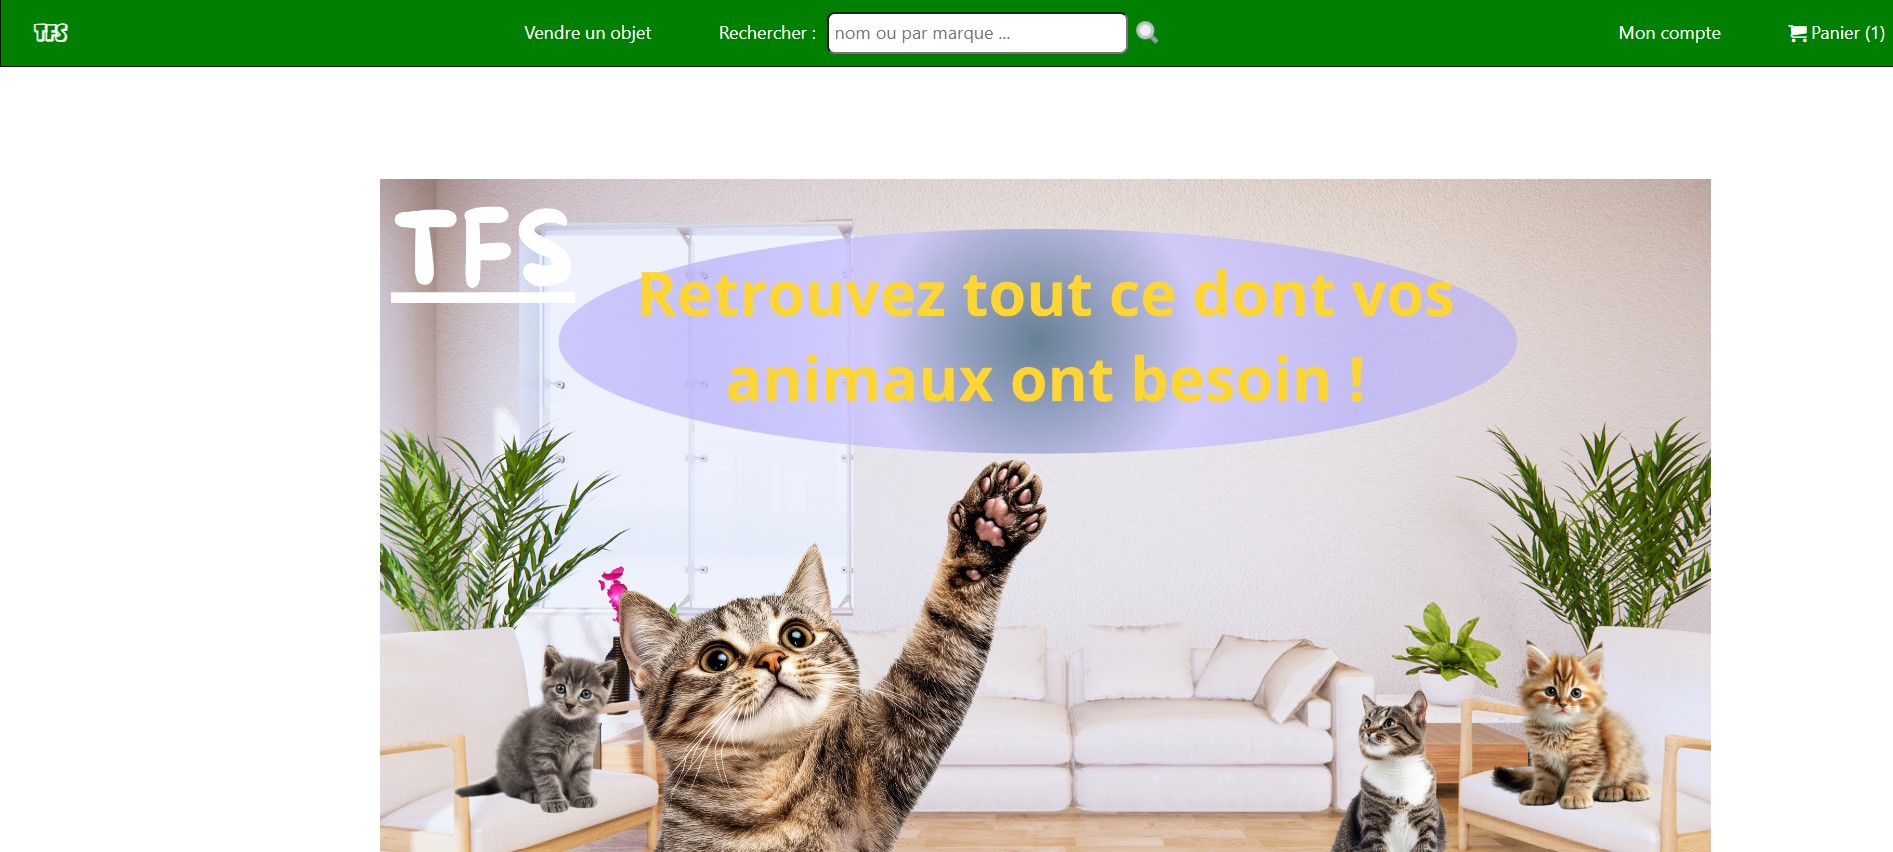 TFS
Vendre un objet
Rechercher :
nom ou par marque ...
Mon compte
Panier (1)
TFS
Retrouvez tout ce dont vos
animaux ont besoin !